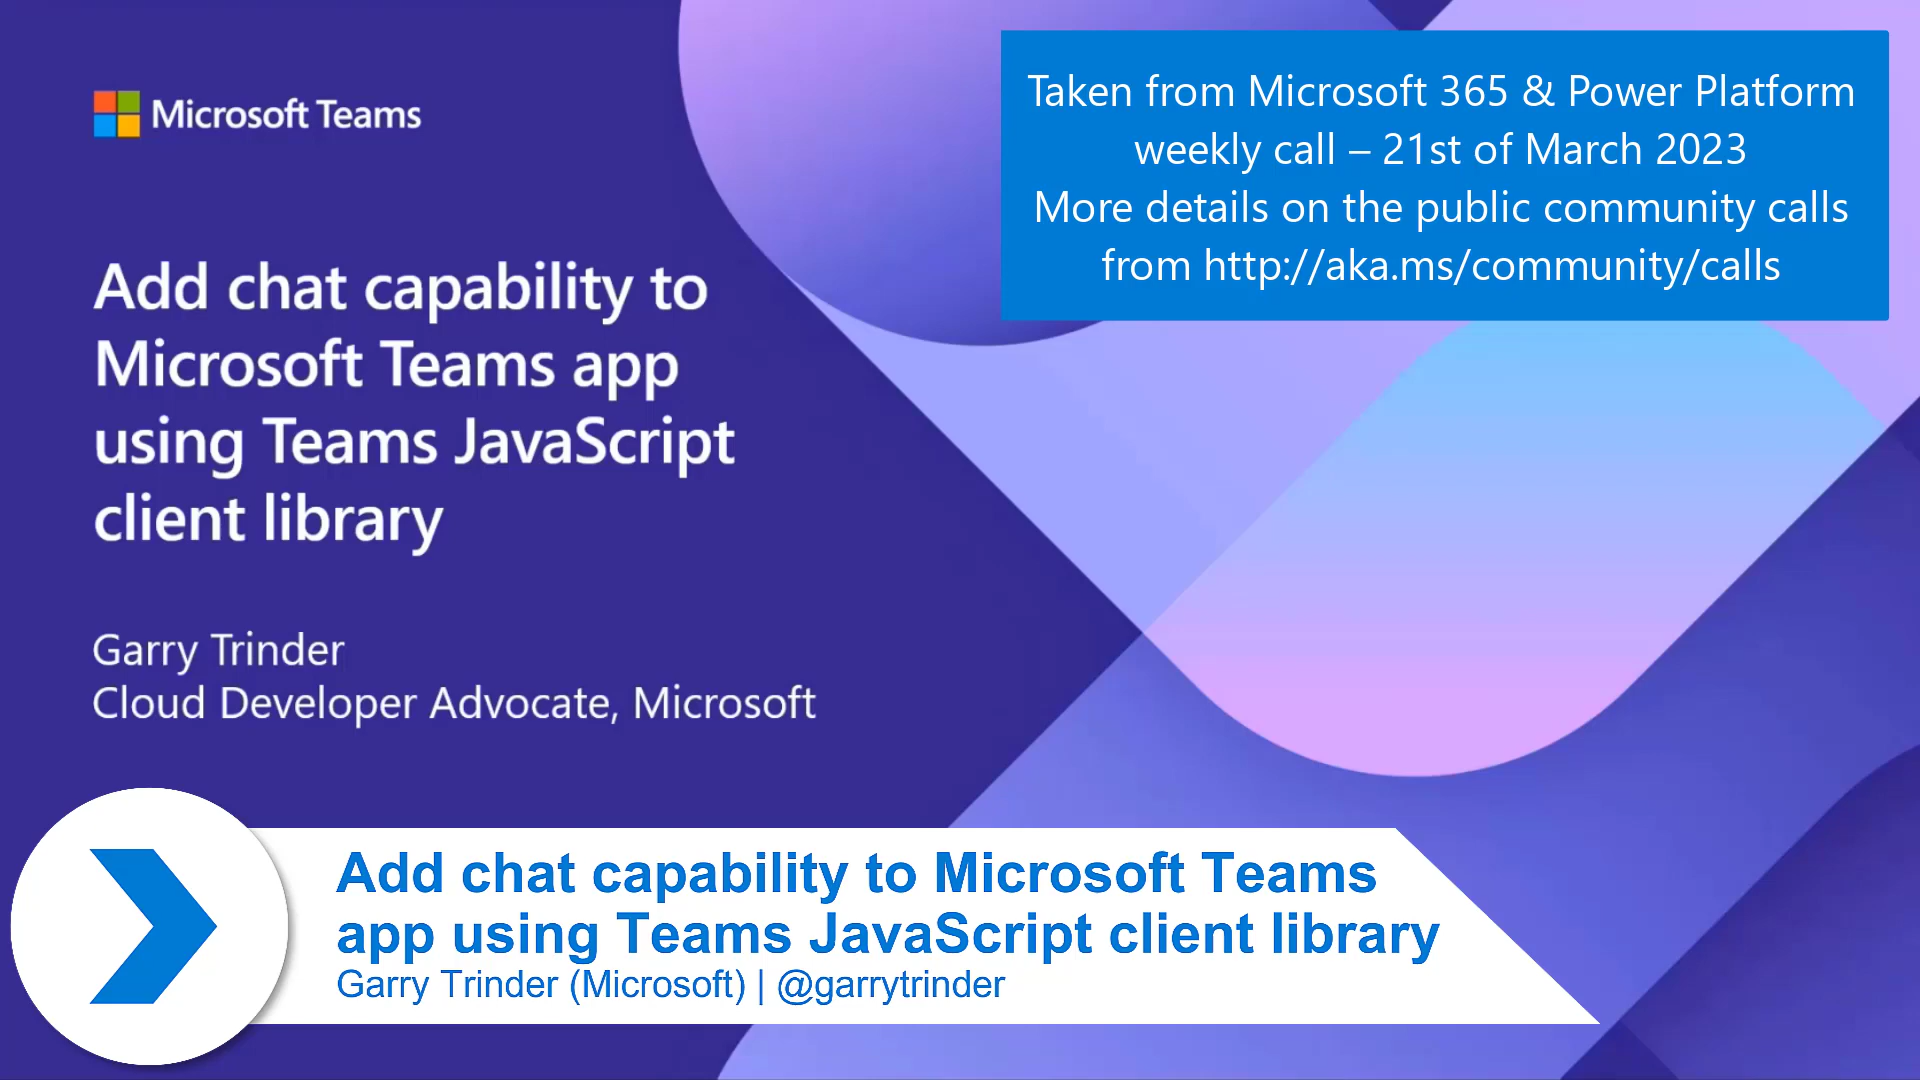 Microsoft Teams
Taken from Microsoft 365 & Power Platform
weekly call – 21st of March 2023
More details on the public community calls
from http://aka.ms/community/calls
Add chat capability to
Microsoft Teams app
using Teams JavaScript
client library
Garry Trinder
Cloud Developer Advocate, Microsoft
Add chat capability to Microsoft Teams
app using Teams JavaScript client library
Garry Trinder (Microsoft) | @garrytrinder